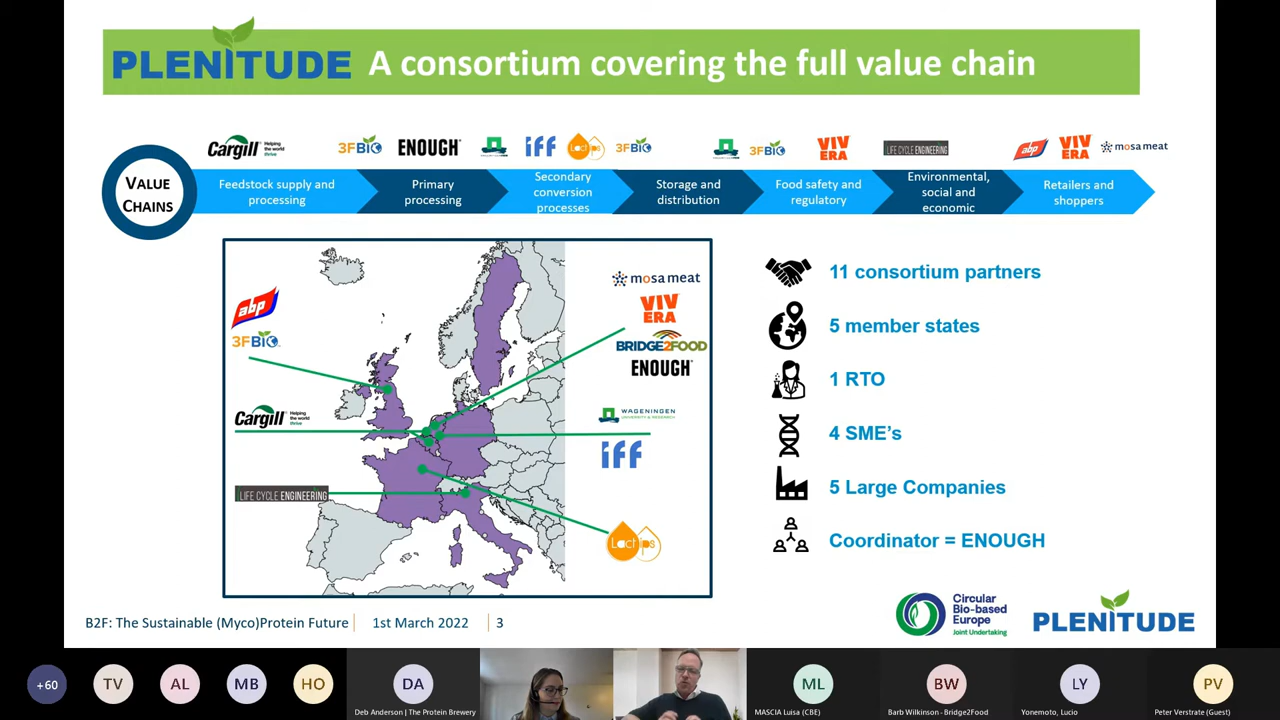 PLENITUDE A consortium covering the full value chain
Cargill Helping the world thrive
3FBIO
ENOUGH
iff
Lactips
3FBIO
3FBIO
VIVERA
LIFE CYCLE ENGINEERING
abp
VIVERA
mosa meat
VALUE CHAINS
Feedstock supply and processing
Primary processing
Secondary conversion processes
Storage and distribution
Food safety and regulatory
Environmental, social and economic
Retailers and shoppers
abp
3FBIO
Cargill Helping the world thrive
LIFE CYCLE ENGINEERING
mosa meat
VIVERA
BRIDGE2FOOD
ENOUGH
WAGENINGEN
UNIVERSITY & RESEARCH
iff
Lactips
11 consortium partners
5 member states
1 RTO
4 SME's
5 Large Companies
Coordinator = ENOUGH
B2F: The Sustainable (Myco)Protein Future
1st March 2022
3
Circular
Bio-based
Europe
Joint Undertaking
PLENITUDE
+60
TV
AL
MB
HO
DA
Deb Anderson | The Protein Brewery
ML
MASCIA Luisa (CBE)
BW
Barb Wilkinson - Bridge2Food
LY
Yonemoto, Lucio
PV
Peter Verstrate (Guest)